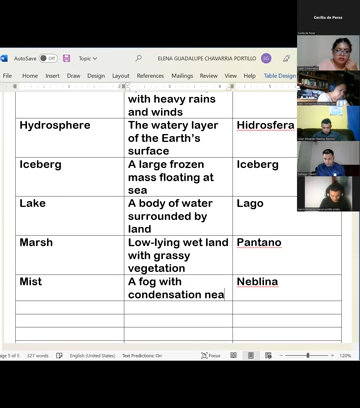 Cecilia de Perez
AutoSave Off Topic ELENA GUADALUPE CHAVARRIA PORTILLO
File Home Insert Draw Design Layout References Mailings Review View Help Table Design
with heavy rains
and winds
Hydrosphere
The watery layer
of the Earth's
surface
Hidrosfera
Iceberg
A large frozen
mass floating at
sea
Iceberg
Lake
A body of water
surrounded by
land
Lago
Marsh
Low-lying wet land
with grassy
vegetation
Pantano
Mist
A fog with
condensation nea
Neblina
5 of 5 327 words English (United States) Text Predictions: On Focus 120%